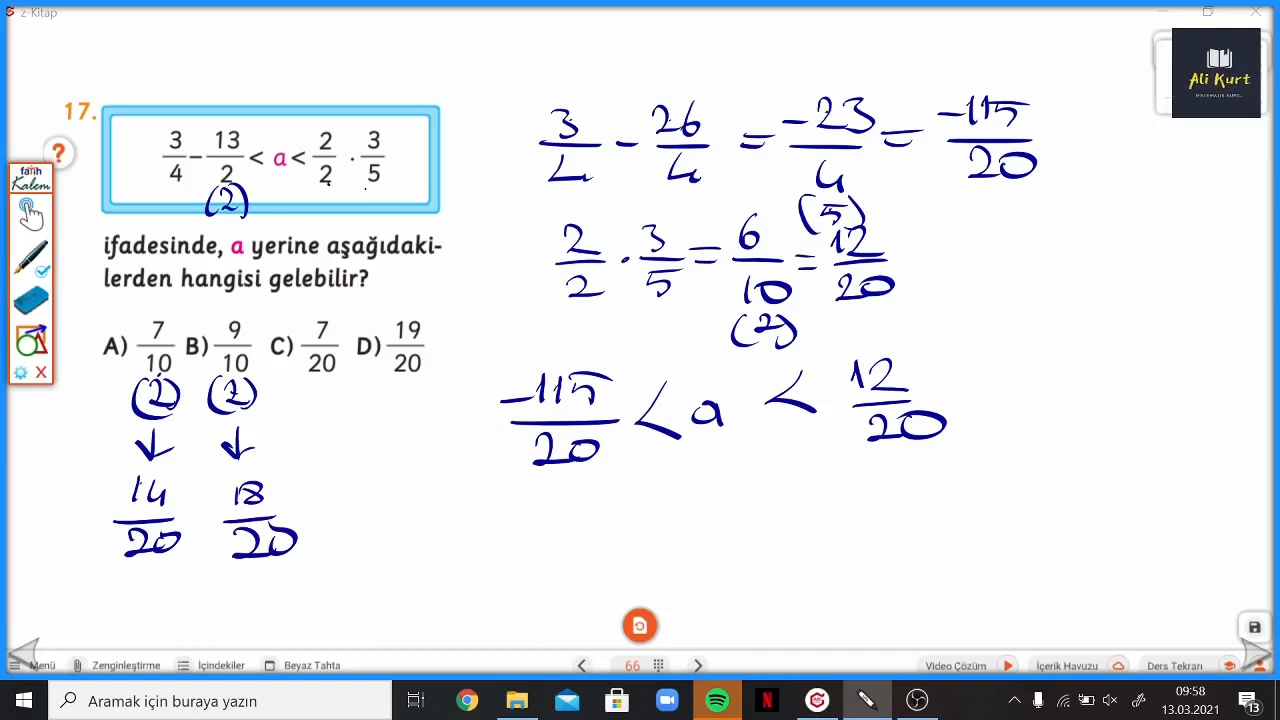 z-Kitap
Ali Kurt
17.
3/4 - 13/2 < a < 2/2 . 3/5
(2)
ifadesinde, a yerine aşağıdaki-
lerden hangisi gelebilir?
A) 7/10 B) 9/10 C) 7/20 D) 19/20
(2) (2)
14/20 18/20
3/4 - 26/4 = -23/4 = -115/20
(5)
2/2 . 3/5 = 6/10 = 12/20
(2)
-115/20 < a < 12/20
fatih
Kalem
Menü Zenginleştirme İçindekiler Beyaz Tahta 66 Video Çözüm İçerik Havuzu Ders Tekrarı
Aramak için buraya yazın
09:58
13.03.2021
13